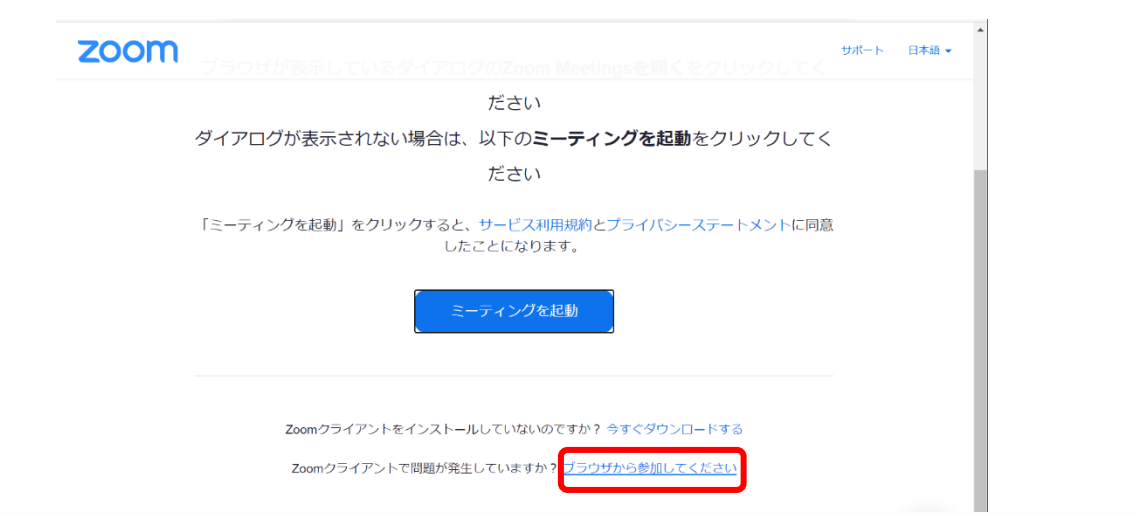 zoom
サポート 日本語
ブラウザが表示しているダイアログのZoom Meetingsを開くをクリックしてく
ださい
ダイアログが表示されない場合は、以下のミーティングを起動をクリックしてく
ださい
「ミーティングを起動」をクリックすると、サービス利用規約とプライバシーステートメントに同意
したことになります。
ミーティングを起動
Zoomクライアントをインストールしていないのですか？ 今すぐダウンロードする
Zoomクライアントで問題が発生していますか？ ブラウザから参加してください